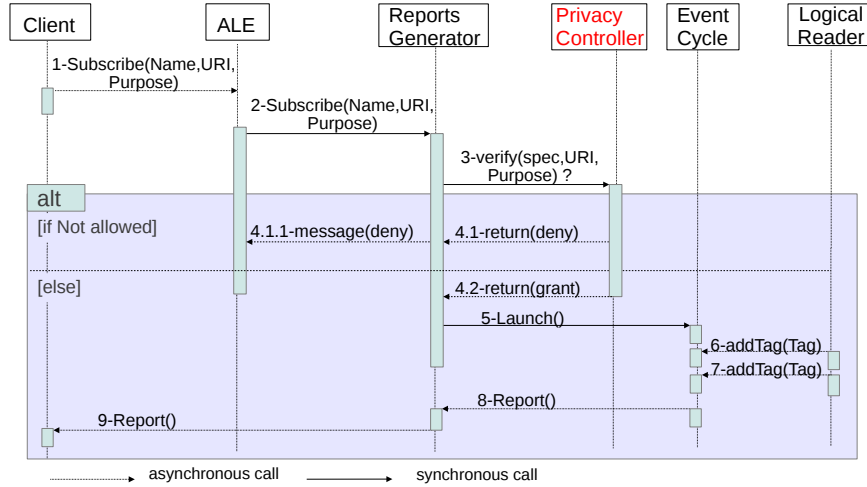 Client
ALE
Reports
Generator
Privacy
Controller
Event
Cycle
Logical
Reader
1-Subscribe(Name,URI,
Purpose)
2-Subscribe(Name,URI,
Purpose)
3-verify(spec,URI,
Purpose) ?
alt
[if Not allowed]
4.1.1-message(deny)
4.1-return(deny)
[else]
4.2-return(grant)
5-Launch()
6-addTag(Tag)
7-addTag(Tag)
8-Report()
9-Report()
asynchronous call
synchronous call